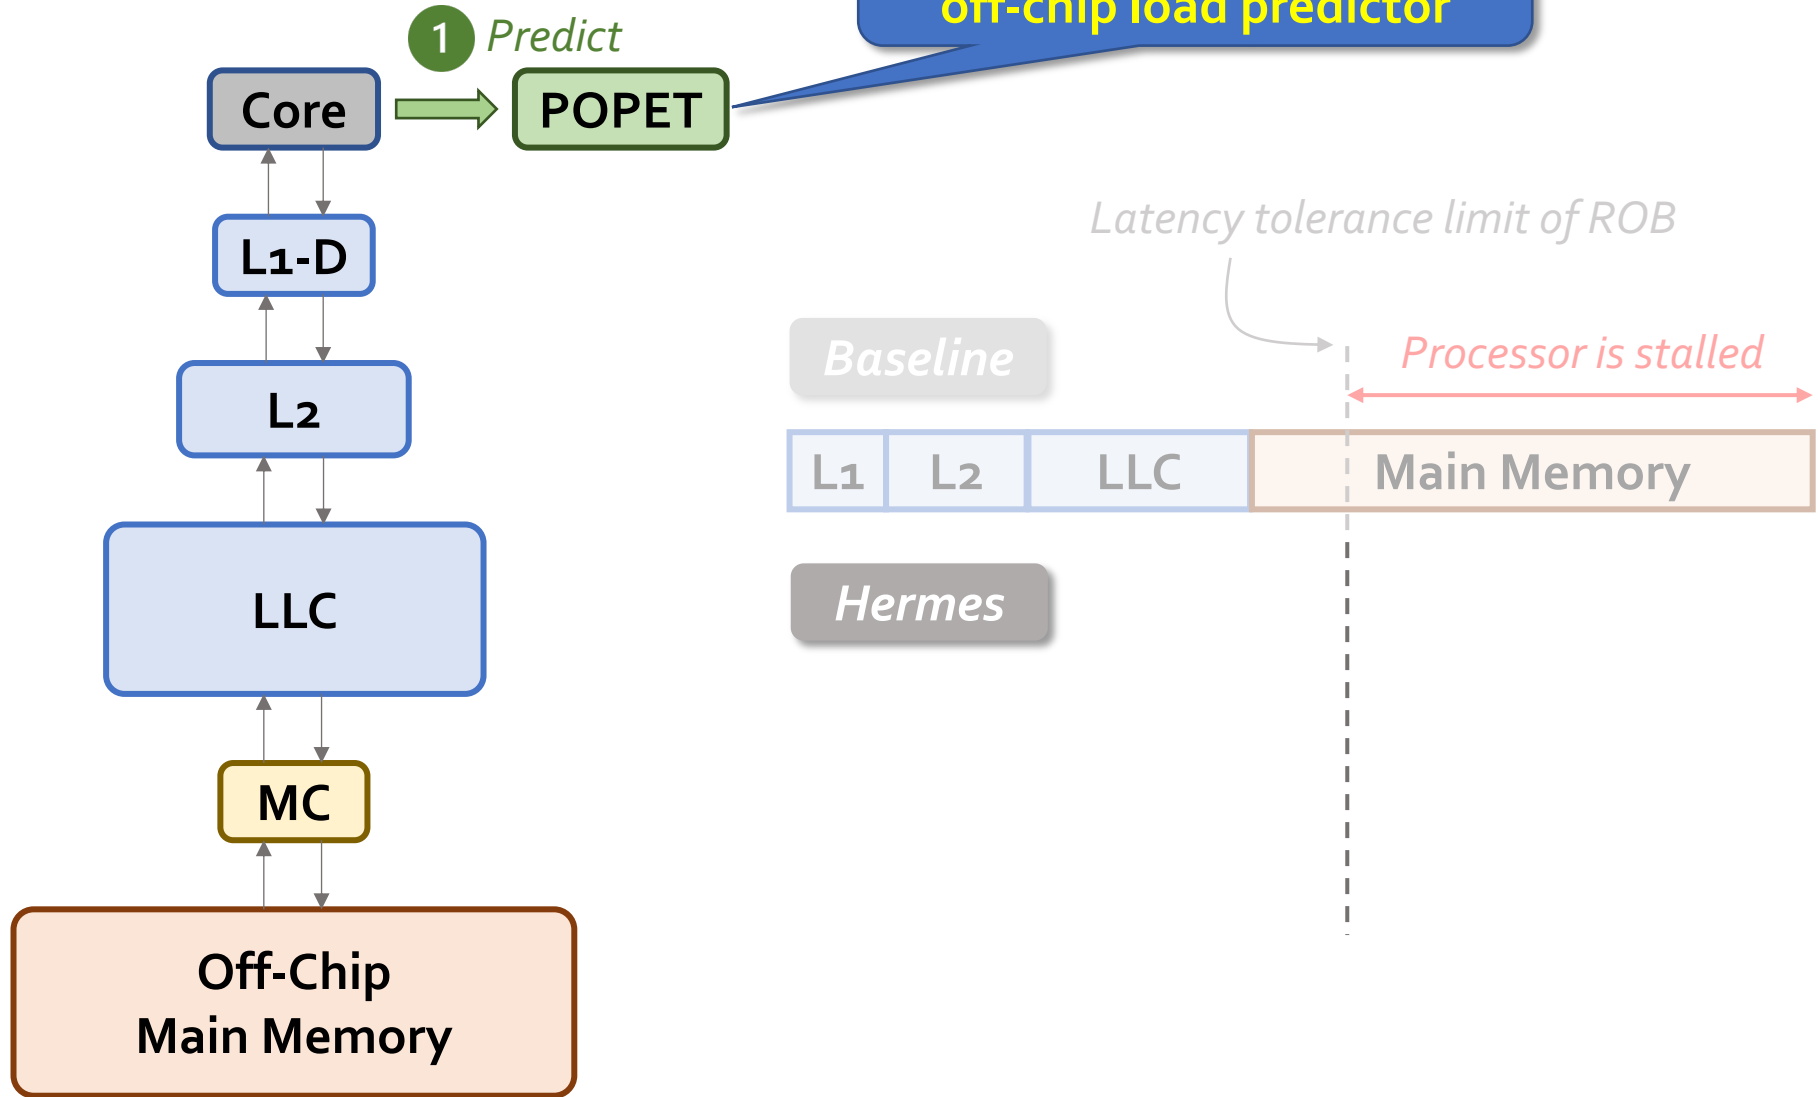 off-chip load predictor
1 Predict
Core
POPET
L1-D
Latency tolerance limit of ROB
Baseline
Processor is stalled
L2
L1
L2
LLC
Main Memory
Hermes
LLC
MC
Off-Chip
Main Memory